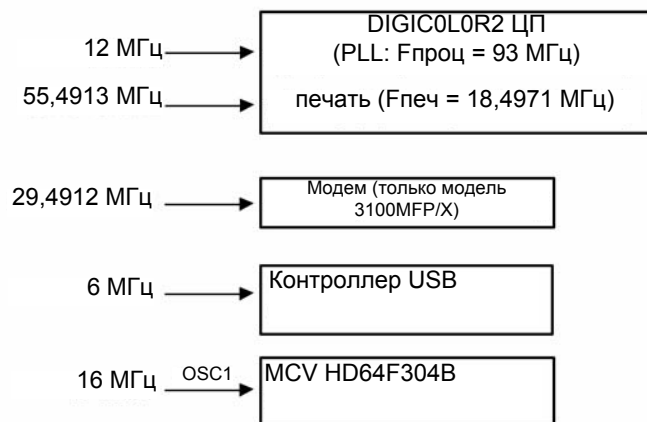 12 МГц
DIGIC0L0R2 ЦП
(PLL: Fпроц = 93 МГц)
55,4913 МГц
печать (Fпеч = 18,4971 МГц)
29,4912 МГц
Модем (только модель
3100MFP/X)
6 МГц
Контроллер USB
16 МГц
OSC1
MCV HD64F304B